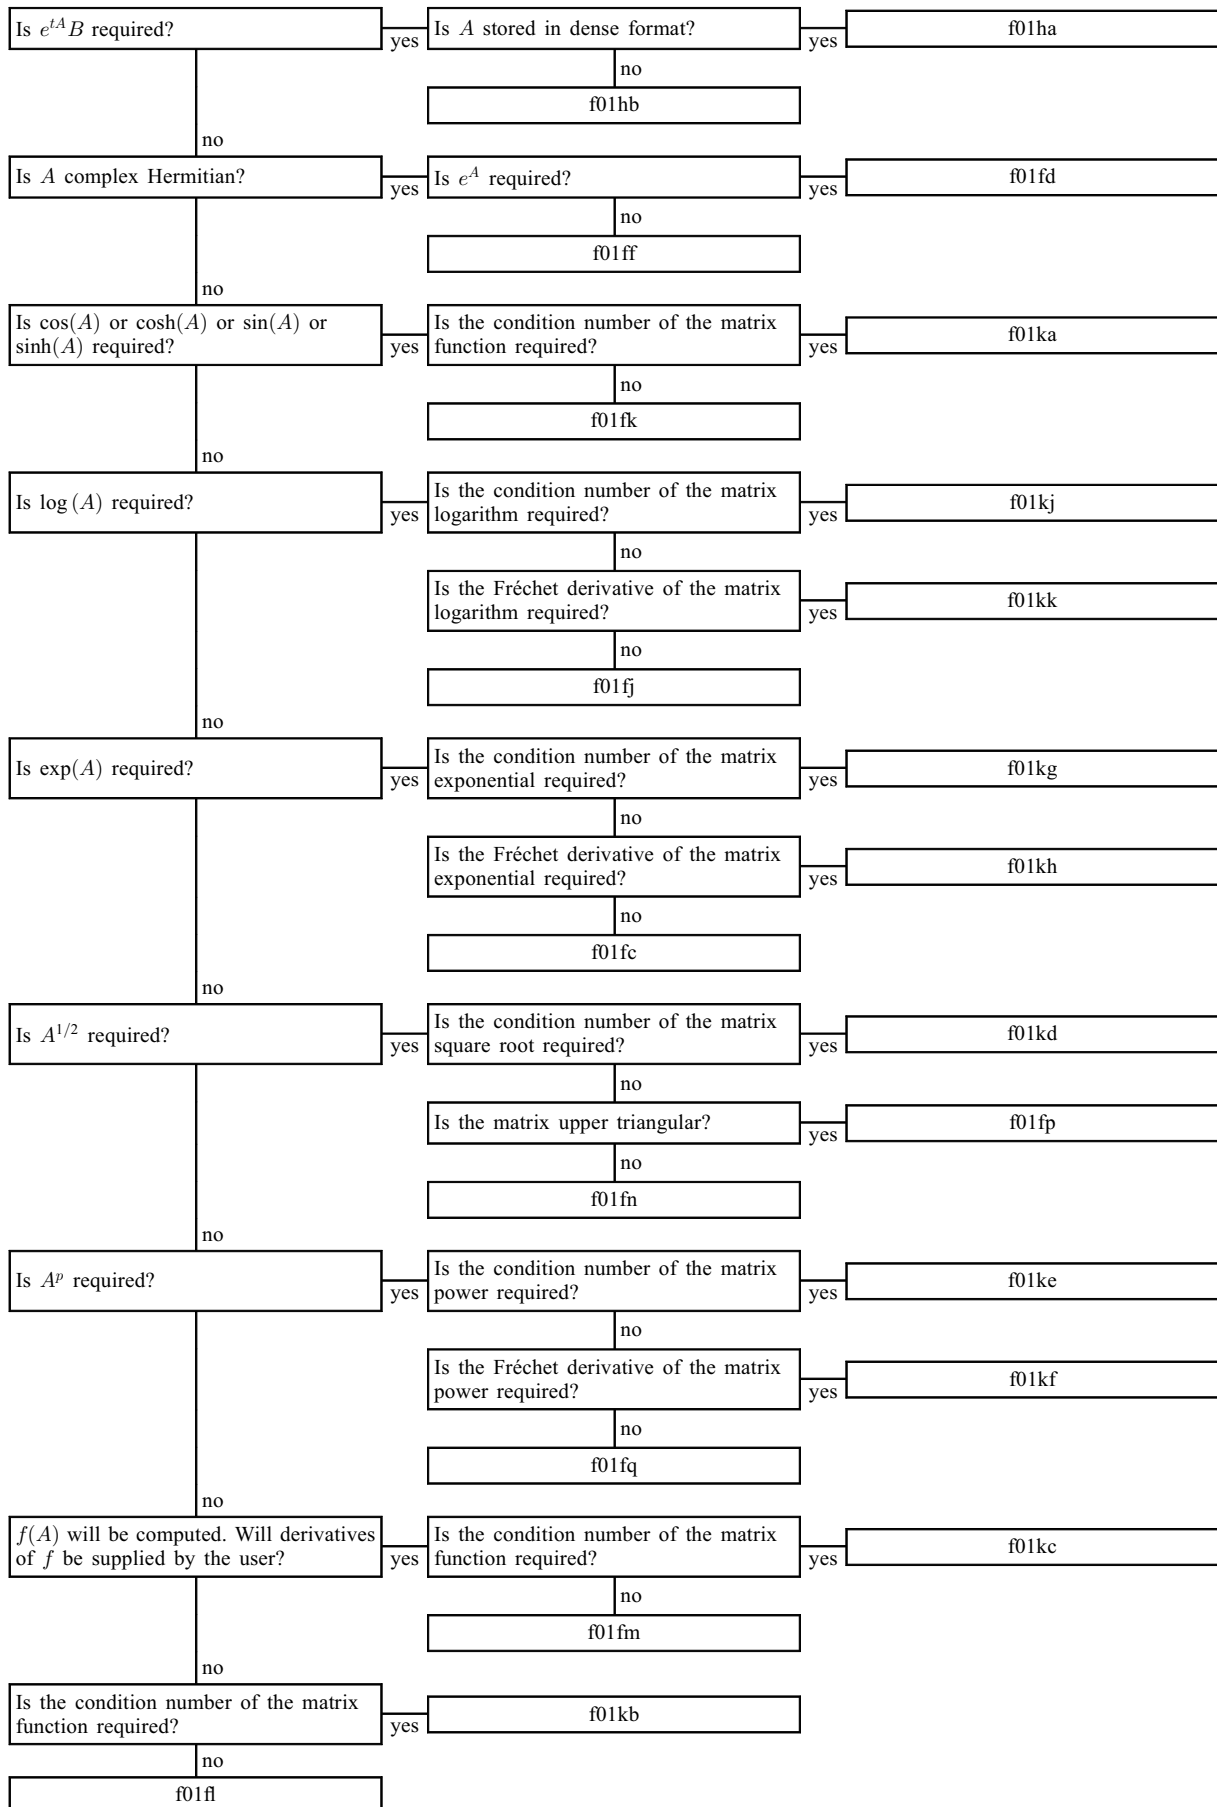 Is e^{tA}B required?
yes
Is A stored in dense format?
yes
f01ha
no
f01hb
no
Is A complex Hermitian?
yes
Is e^A required?
yes
f01fd
no
f01ff
no
Is cos(A) or cosh(A) or sin(A) or
sinh(A) required?
yes
Is the condition number of the matrix
function required?
yes
f01ka
no
f01fk
no
Is log (A) required?
yes
Is the condition number of the matrix
logarithm required?
yes
f01kj
no
Is the Fréchet derivative of the matrix
logarithm required?
yes
f01kk
no
f01fj
no
Is exp(A) required?
yes
Is the condition number of the matrix
exponential required?
yes
f01kg
no
Is the Fréchet derivative of the matrix
exponential required?
yes
f01kh
no
f01fc
no
Is A^{1/2} required?
yes
Is the condition number of the matrix
square root required?
yes
f01kd
no
Is the matrix upper triangular?
yes
f01fp
no
f01fn
no
Is A^p required?
yes
Is the condition number of the matrix
power required?
yes
f01ke
no
Is the Fréchet derivative of the matrix
power required?
yes
f01kf
no
f01fq
no
f(A) will be computed. Will derivatives
of f be supplied by the user?
yes
Is the condition number of the matrix
function required?
yes
f01kc
no
f01fm
no
Is the condition number of the matrix
function required?
yes
f01kb
no
f01fl